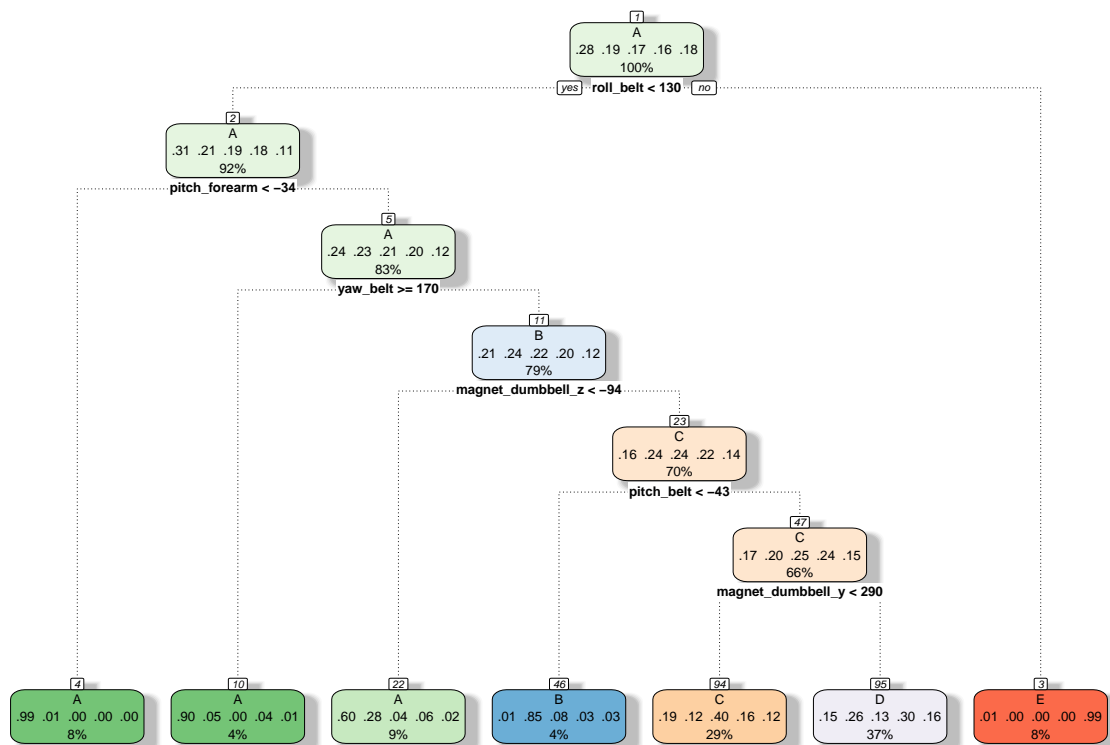 1
A
.28 .19 .17 .16 .18
100%
yes roll_belt < 130 no
2
A
.31 .21 .19 .18 .11
92%
pitch_forearm < −34
5
A
.24 .23 .21 .20 .12
83%
yaw_belt >= 170
11
B
.21 .24 .22 .20 .12
79%
magnet_dumbbell_z < −94
23
C
.16 .24 .24 .22 .14
70%
pitch_belt < −43
47
C
.17 .20 .25 .24 .15
66%
magnet_dumbbell_y < 290
4
A
.99 .01 .00 .00 .00
8%
10
A
.90 .05 .00 .04 .01
4%
22
A
.60 .28 .04 .06 .02
9%
46
B
.01 .85 .08 .03 .03
4%
94
C
.19 .12 .40 .16 .12
29%
95
D
.15 .26 .13 .30 .16
37%
3
E
.01 .00 .00 .00 .99
8%